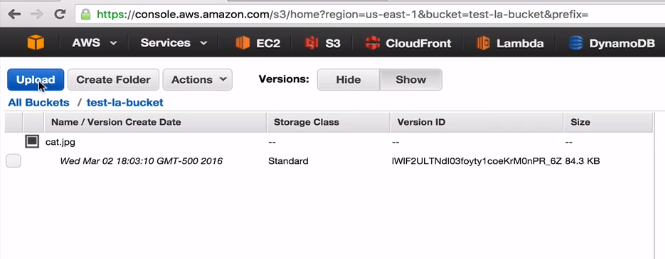 https://console.aws.amazon.com/s3/home?region=us-east-1&bucket=test-la-bucket&prefix=
AWS Services EC2 S3 CloudFront Lambda DynamoDB
Upload Create Folder Actions Versions: Hide Show
All Buckets / test-la-bucket
Name / Version Create Date Storage Class Version ID Size
cat.jpg -- -- --
Wed Mar 02 18:03:10 GMT-500 2016 Standard 84.3 KB